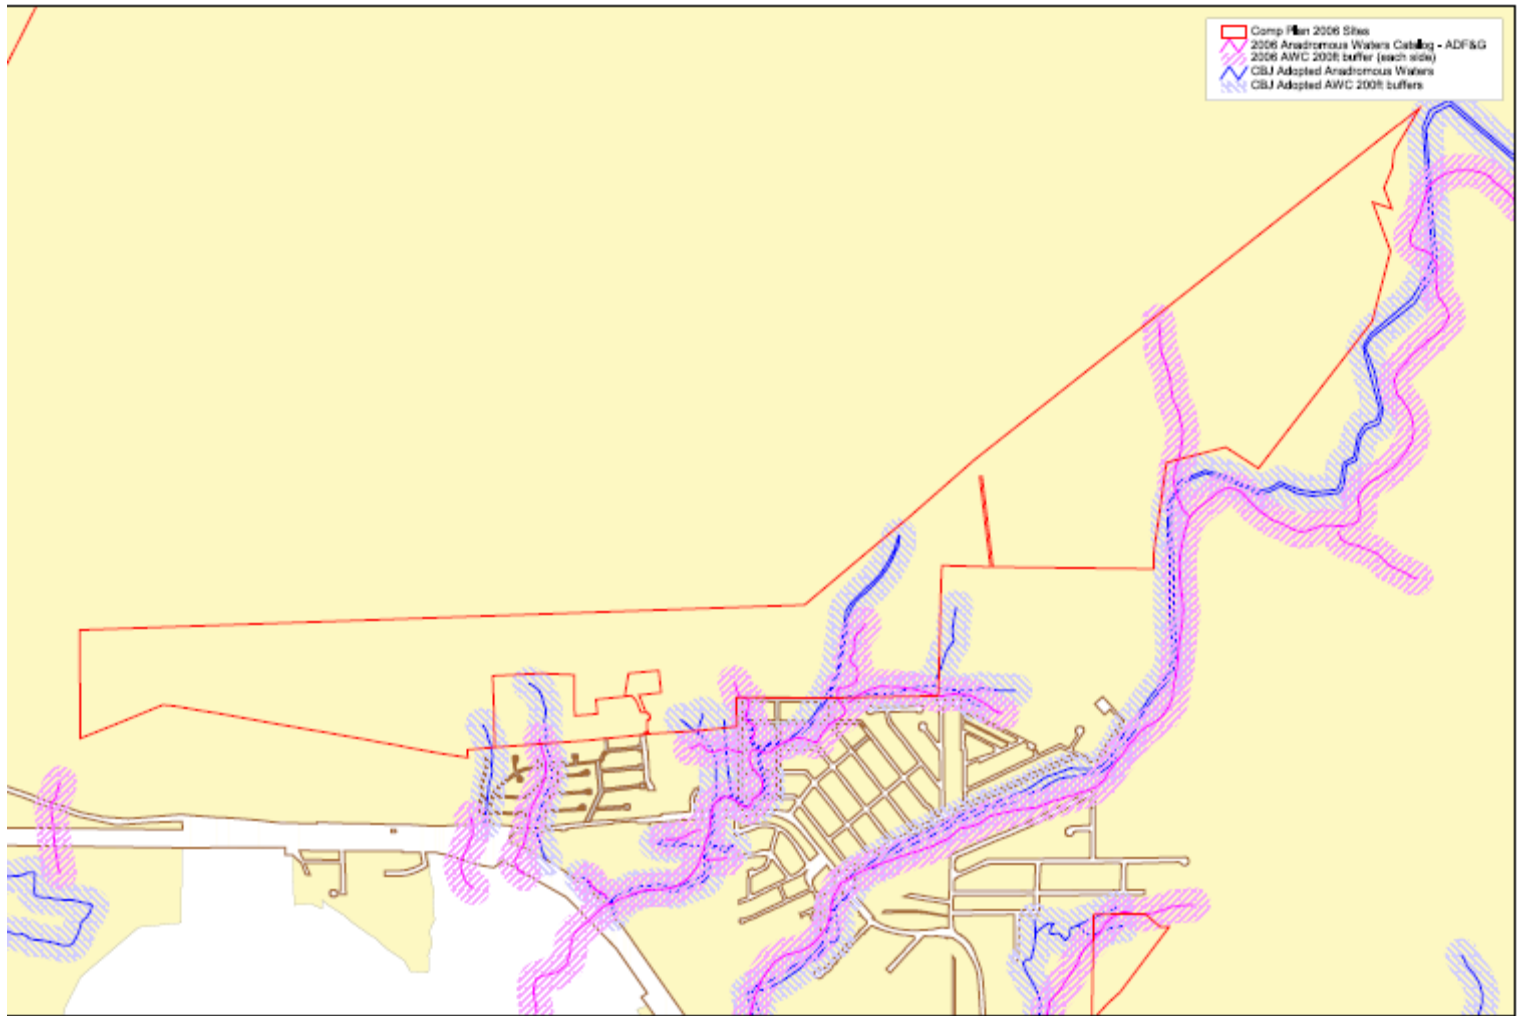 Comp Plan 2006 Sites
2006 Anadromous Waters Catalog - ADF&G
2006 AWC 200ft buffer (each side)
CBJ Adopted Anadromous Waters
CBJ Adopted AWC 200ft buffers